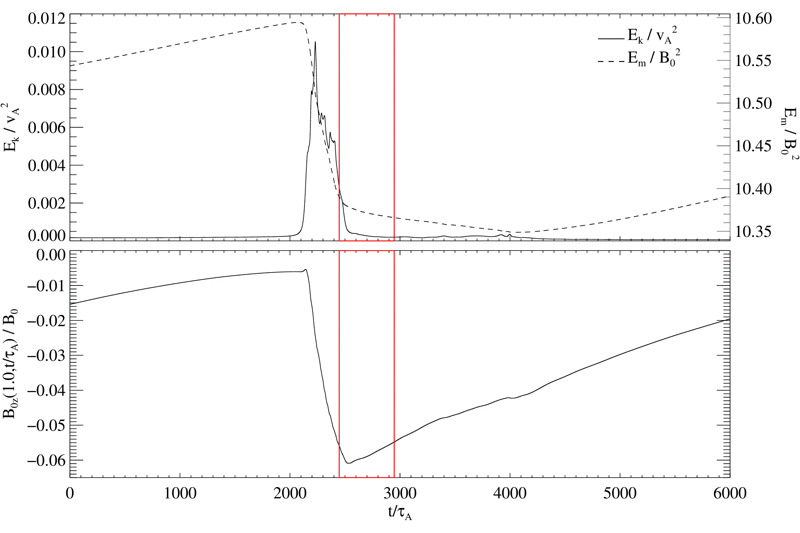 0.012
0.010
0.008
0.006
0.004
0.002
0.000
E_k / v_A^2
E_k / v_A^2
E_m / B_0^2
10.60
10.55
10.50
10.45
10.40
10.35
E_m / B_0^2
0.00
−0.01
−0.02
−0.03
−0.04
−0.05
−0.06
B_0z(1.0,t/τ_A) / B_0
0 1000 2000 3000 4000 5000 6000
t/τ_A